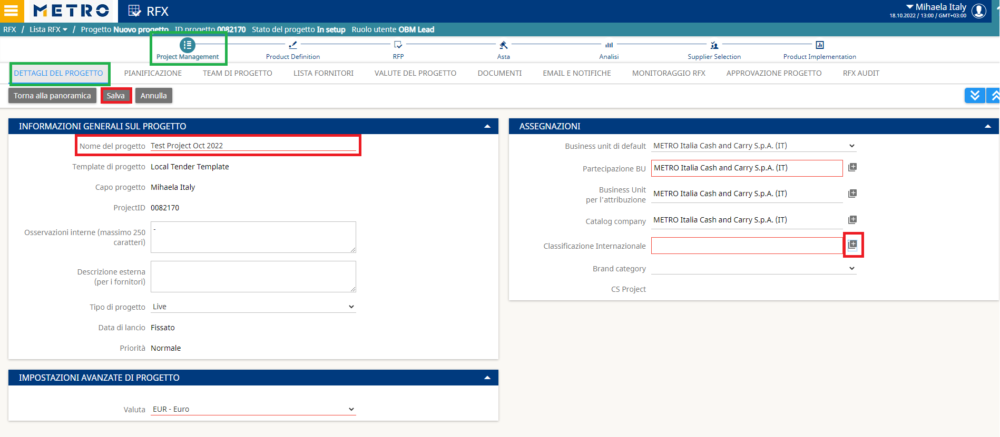 METRO RFX
Mihaela Italy
18.10.2022 / 13:00 / GMT+03:00
RFX / Lista RFX / Progetto Nuovo progetto ID progetto 0082170 Stato del progetto In setup Ruolo utente OBM Lead
Project Management Product Definition RFP Asta Analisi Supplier Selection Product Implementation
DETTAGLI DEL PROGETTO PIANIFICAZIONE TEAM DI PROGETTO LISTA FORNITORI VALUTE DEL PROGETTO DOCUMENTI EMAIL E NOTIFICHE MONITORAGGIO RFX APPROVAZIONE PROGETTO RFX AUDIT
Torna alla panoramica Salva Annulla
INFORMAZIONI GENERALI SUL PROGETTO
Nome del progetto Test Project Oct 2022
Template di progetto Local Tender Template
Capo progetto Mihaela Italy
ProjectID 0082170
Osservazioni interne (massimo 250
caratteri)
-
Descrizione esterna
(per i fornitori)
Tipo di progetto Live
Data di lancio Fissato
Priorità Normale
IMPOSTAZIONI AVANZATE DI PROGETTO
Valuta EUR - Euro
ASSEGNAZIONI
Business unit di default METRO Italia Cash and Carry S.p.A. (IT)
Partecipazione BU METRO Italia Cash and Carry S.p.A. (IT)
Business Unit
per l'attribuzione METRO Italia Cash and Carry S.p.A. (IT)
Catalog company METRO Italia Cash and Carry S.p.A. (IT)
Classificazione Internazionale
Brand category
CS Project